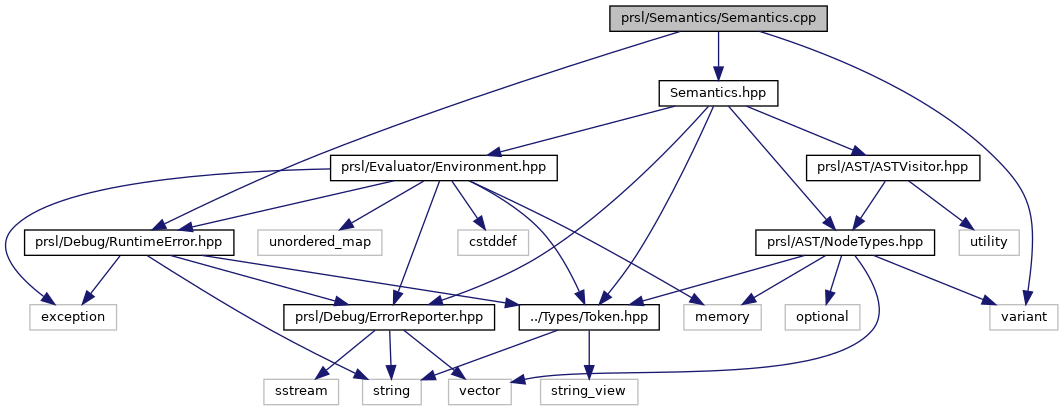 prsl/Semantics/Semantics.cpp
Semantics.hpp
prsl/Evaluator/Environment.hpp
prsl/AST/ASTVisitor.hpp
prsl/Debug/RuntimeError.hpp
unordered_map
cstddef
prsl/AST/NodeTypes.hpp
utility
exception
prsl/Debug/ErrorReporter.hpp
../Types/Token.hpp
memory
optional
variant
sstream
string
vector
string_view